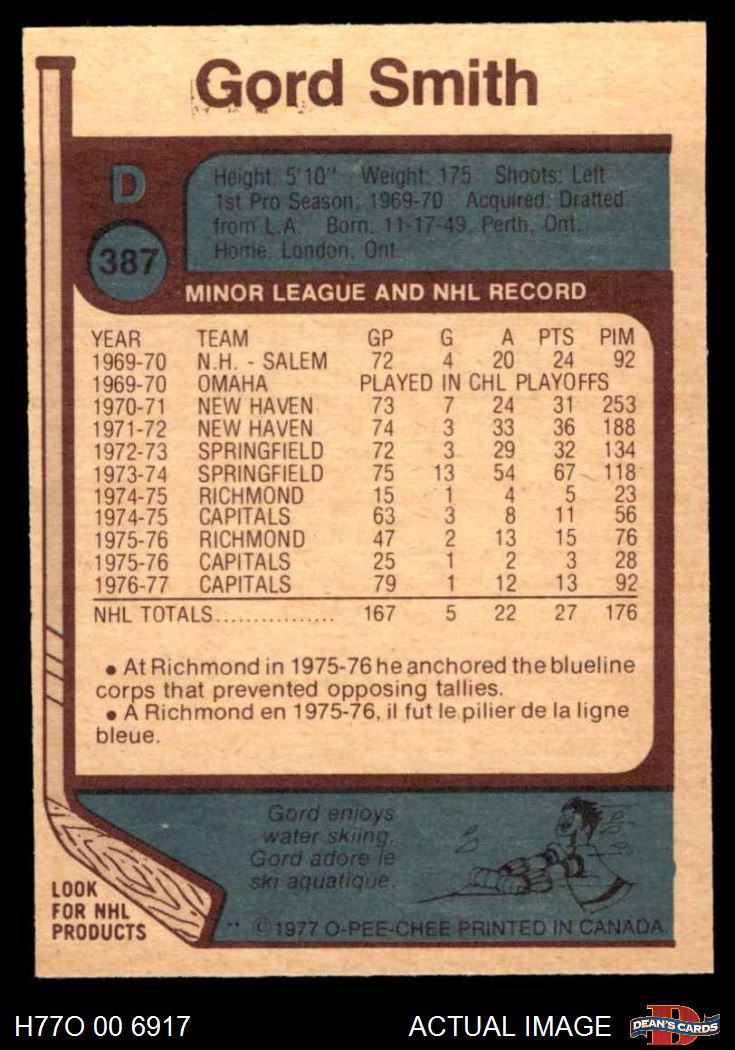 Gord Smith
D
387
Height: 5'10" Weight: 175 Shoots: Left
1st Pro Season: 1969-70 Acquired: Drafted
from L.A. Born: 11-17-49, Perth, Ont.
Home: London, Ont.
MINOR LEAGUE AND NHL RECORD
YEAR TEAM GP G A PTS PIM
1969-70 N.H. - SALEM 72 4 20 24 92
1969-70 OMAHA PLAYED IN CHL PLAYOFFS
1970-71 NEW HAVEN 73 7 24 31 253
1971-72 NEW HAVEN 74 3 33 36 188
1972-73 SPRINGFIELD 72 3 29 32 134
1973-74 SPRINGFIELD 75 13 54 67 118
1974-75 RICHMOND 15 1 4 5 23
1974-75 CAPITALS 63 3 8 11 56
1975-76 RICHMOND 47 2 13 15 76
1975-76 CAPITALS 25 1 2 3 28
1976-77 CAPITALS 79 1 12 13 92
NHL TOTALS................ 167 5 22 27 176
• At Richmond in 1975-76 he anchored the blueline
corps that prevented opposing tallies.
• A Richmond en 1975-76, il fut le pilier de la ligne
bleue.
Gord enjoys
water skiing.
Gord adore le
ski aquatique.
LOOK
FOR NHL
PRODUCTS
** ©1977 O-PEE-CHEE PRINTED IN CANADA
H77O 00 6917
ACTUAL IMAGE
D
DEAN'S CARDS